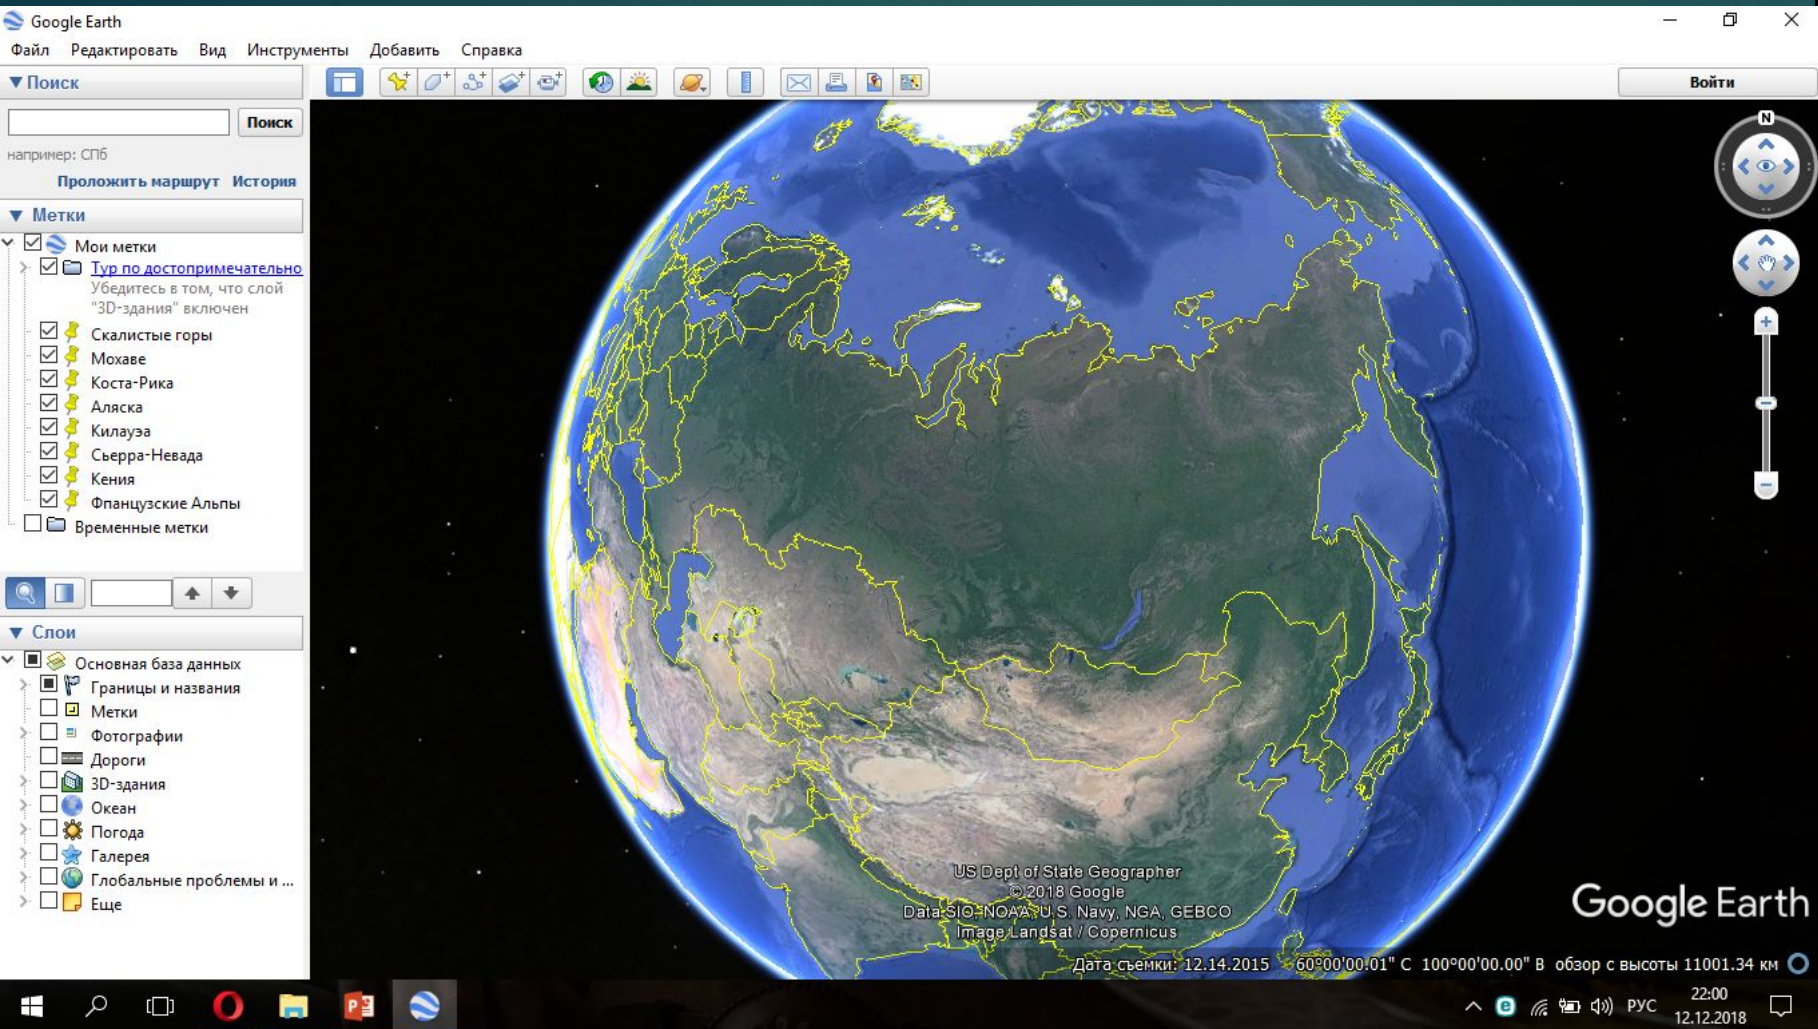 Google Earth
Файл Редактировать Вид Инструменты Добавить Справка
Поиск
Войти
Поиск
например: СПб
Проложить маршрут История
Метки
Мои метки
Тур по достопримечательно
Убедитесь в том, что слой
"3D-здания" включен
Скалистые горы
Мохаве
Коста-Рика
Аляска
Килауэа
Сьерра-Невада
Кения
Фпанцузские Альпы
Временные метки
Слои
Основная база данных
Границы и названия
Метки
Фотографии
Дороги
3D-здания
Океан
Погода
Галерея
Глобальные проблемы и ...
Еще
N
US Dept of State Geographer
© 2018 Google
Data SIO, NOAA, U.S. Navy, NGA, GEBCO
Image Landsat / Copernicus
Google Earth
Дата съемки: 12.14.2015 60°00'00.01" С 100°00'00.00" В обзор с высоты 11001.34 км
РУС
22:00
12.12.2018